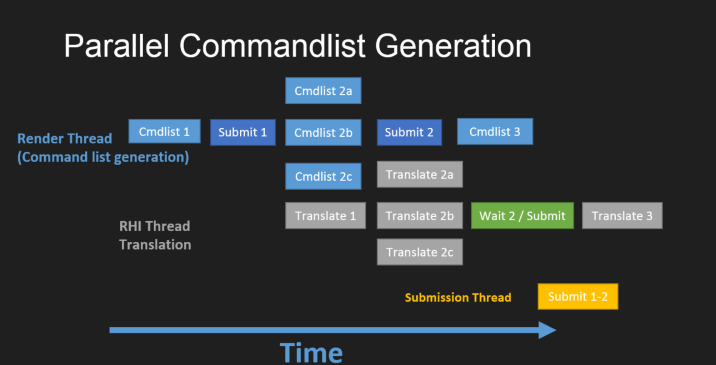 Parallel Commandlist Generation
Cmdlist 2a
Render Thread
(Command list generation)
Cmdlist 1
Submit 1
Cmdlist 2b
Submit 2
Cmdlist 3
Cmdlist 2c
Translate 2a
RHI Thread
Translation
Translate 1
Translate 2b
Wait 2 / Submit
Translate 3
Translate 2c
Submission Thread
Submit 1-2
Time